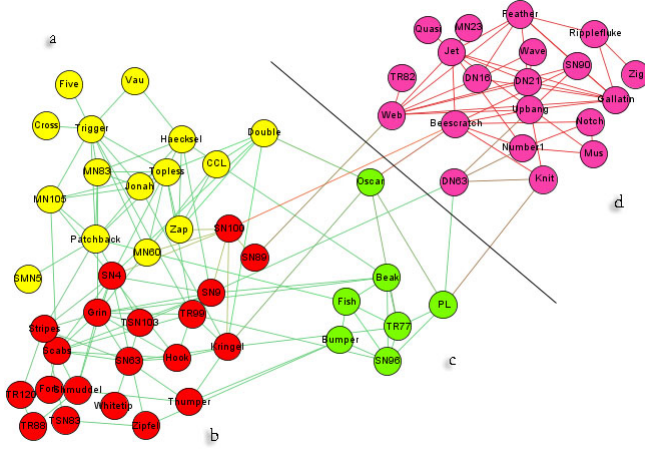 a
Feather
Quasi
MN23
Ripplefluke
Jet
Wave
SN90
Zig
TR82
DN16
DN21
Gallatin
Web
Upbang
Beescratch
Notch
Number1
Mus
DN63
Knit
d
Vau
Five
Cross
Trigger
Haecksel
Double
MN83
Topless
CCL
Jonah
MN105
Zap
Patchback
MN60
SMN5
Oscar
SN100
SN89
SN4
SN9
Beak
Fish
PL
Grin
TSN103
TR99
TR77
Stripes
Bumper
Scabs
SN63
Hook
Kringel
SN96
c
TR120
Fork
Shmuddel
Whitetip
Thumper
TR88
TSN83
Zipfel
b